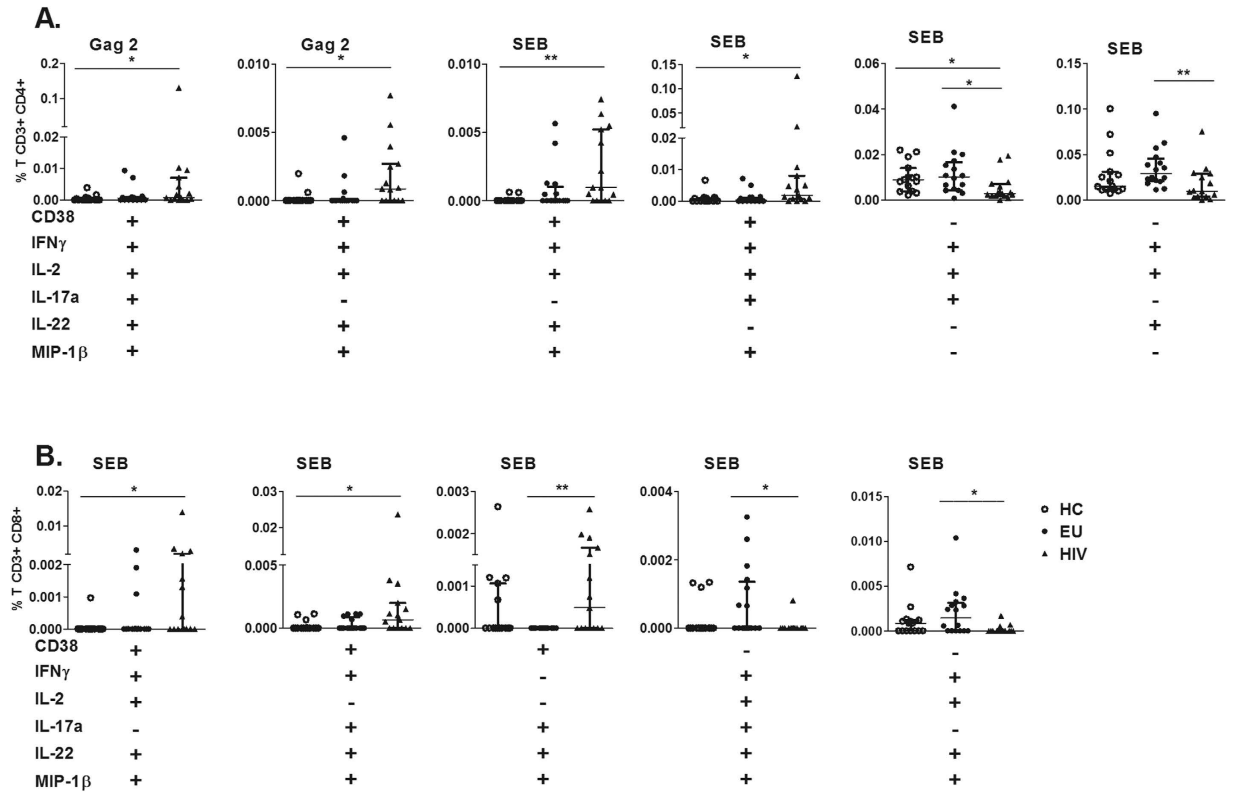 A.
Gag 2 Gag 2 SEB SEB SEB SEB
* * ** * * * **
% T CD3+ CD4+
0.2 0.1 0.02 0.01 0.00
0.010 0.005 0.000
0.010 0.005 0.000
0.15 0.10 0.05 0.02 0.01 0.00
0.06 0.04 0.02 0.00
0.15 0.10 0.05 0.00
CD38 + + + + - -
IFNγ + + + + + +
IL-2 + + + + + +
IL-17a + - - + + -
IL-22 + + + - - +
MIP-1β + + + + - -
B.
SEB SEB SEB SEB SEB
* * ** * *
% T CD3+ CD8+
0.02 0.01 0.002 0.001 0.000
0.03 0.02 0.005 0.000
0.003 0.002 0.001 0.000
0.004 0.002 0.000
0.015 0.010 0.005 0.000
HC
EU
HIV
CD38 + + + - -
IFNγ + + - + +
IL-2 + - - + +
IL-17a - + + + -
IL-22 + + + + +
MIP-1β + + + + +